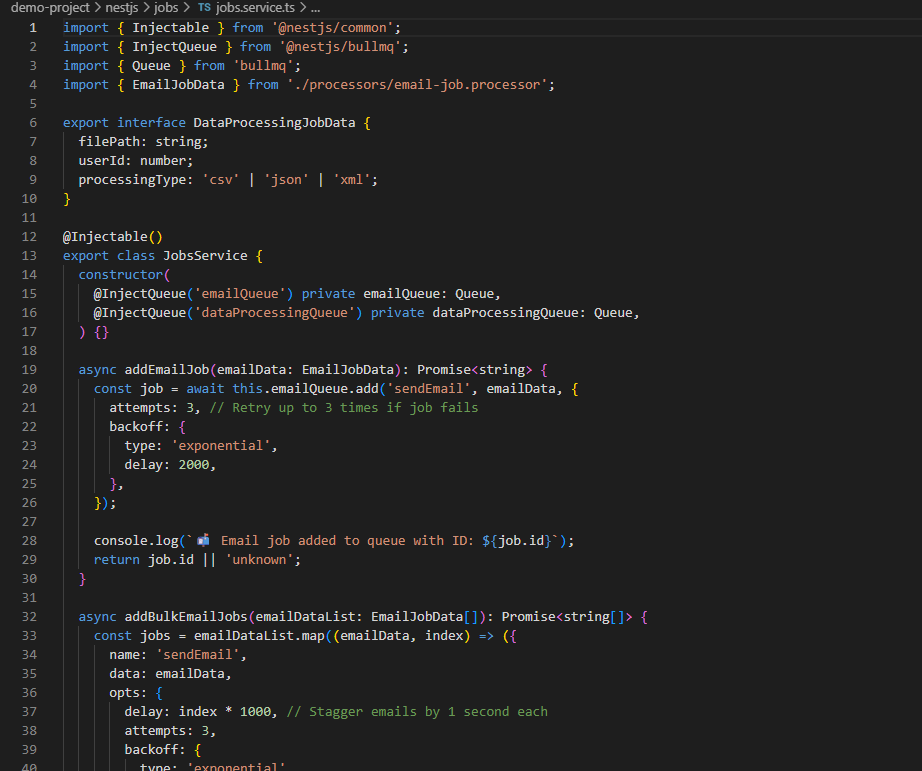 demo-project > nestjs > jobs > TS jobs.service.ts > ...
1 import { Injectable } from '@nestjs/common';
2 import { InjectQueue } from '@nestjs/bullmq';
3 import { Queue } from 'bullmq';
4 import { EmailJobData } from './processors/email-job.processor';
5
6 export interface DataProcessingJobData {
7   filePath: string;
8   userId: number;
9   processingType: 'csv' | 'json' | 'xml';
10 }
11
12 @Injectable()
13 export class JobsService {
14   constructor(
15     @InjectQueue('emailQueue') private emailQueue: Queue,
16     @InjectQueue('dataProcessingQueue') private dataProcessingQueue: Queue,
17   ) {}
18
19   async addEmailJob(emailData: EmailJobData): Promise<string> {
20     const job = await this.emailQueue.add('sendEmail', emailData, {
21       attempts: 3, // Retry up to 3 times if job fails
22       backoff: {
23         type: 'exponential',
24         delay: 2000,
25       },
26     });
27
28     console.log(`📬 Email job added to queue with ID: ${job.id}`);
29     return job.id || 'unknown';
30   }
31
32   async addBulkEmailJobs(emailDataList: EmailJobData[]): Promise<string[]> {
33     const jobs = emailDataList.map((emailData, index) => ({
34       name: 'sendEmail',
35       data: emailData,
36       opts: {
37         delay: index * 1000, // Stagger emails by 1 second each
38         attempts: 3,
39         backoff: {
40           type: 'exponential'